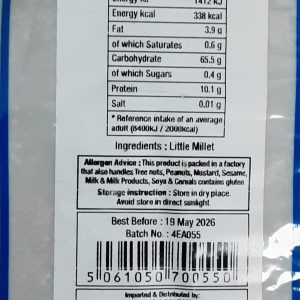 Energy kJ 1412 kJ
Energy kcal 338 kcal
Fat 3.9 g
of which Saturates 0.6 g
Carbohydrate 65.5 g
of which Sugars 0.4 g
Protein 10.1 g
Salt 0.01 g
* Reference intake of an average
adult (8400kJ / 2000kcal)
Ingredients : Little Millet
Allergen Advice : This product is packed in a factory
that also handles Tree nuts, Peanuts, Mustard, Sesame,
Milk & Milk Products, Soya & Cereals contains gluten
Storage instruction : Store in dry place.
Avoid store in direct sunlight.
Best Before : 19 May 2026
Batch No. : 4EA055
5 061050 700550
Imported & Distributed by: